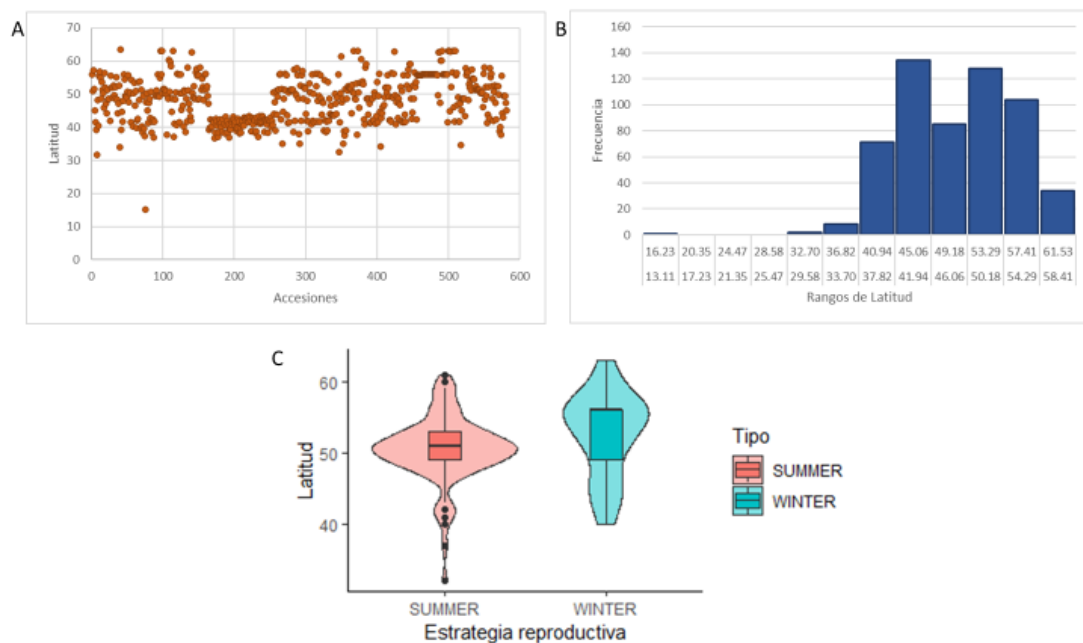 A
70
60
50
40
30
20
10
0
Latitud
0 100 200 300 400 500 600
Accesiones
B
160
140
120
100
80
60
40
20
0
Frecuencia
16.23 20.35 24.47 28.58 32.70 36.82 40.94 45.06 49.18 53.29 57.41 61.53
13.11 17.23 21.35 25.47 29.58 33.70 37.82 41.94 46.06 50.18 54.29 58.41
Rangos de Latitud
C
60
50
40
Latitud
SUMMER WINTER
Estrategia reproductiva
Tipo
SUMMER
WINTER